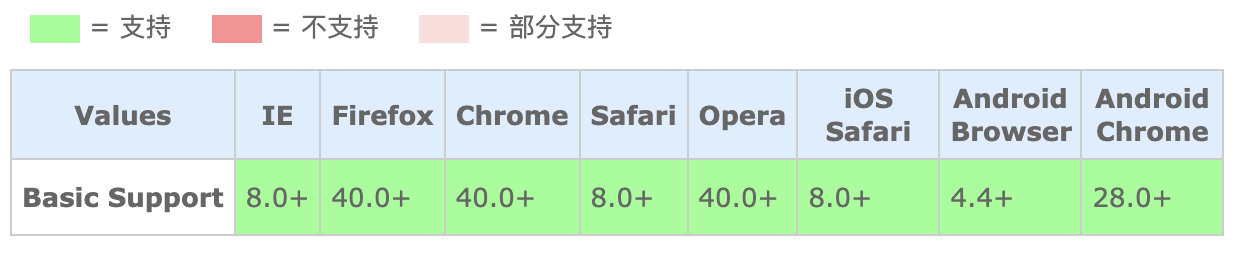 = 支持 = 不支持 = 部分支持
Values IE Firefox Chrome Safari Opera iOS Safari Android Browser Android Chrome
Basic Support 8.0+ 40.0+ 40.0+ 8.0+ 40.0+ 8.0+ 4.4+ 28.0+